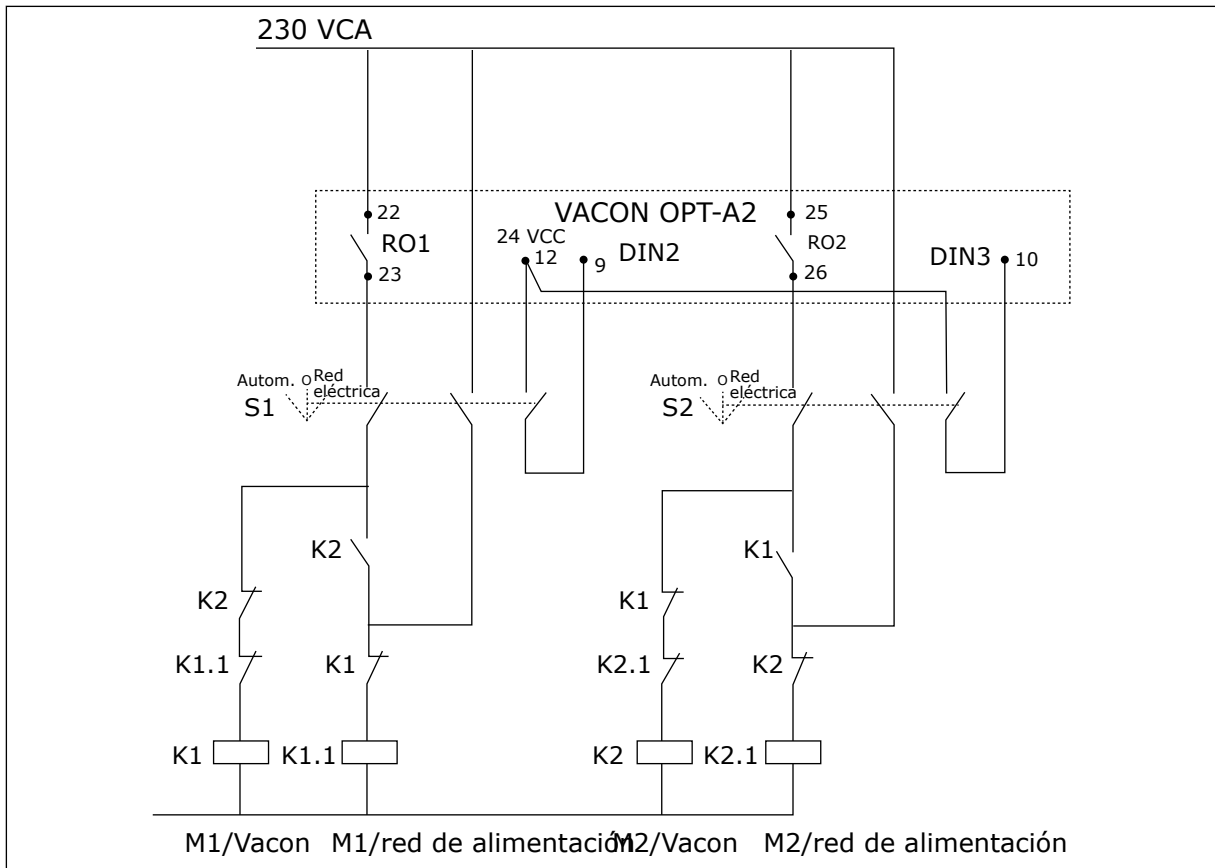 230 VCA
22
VACON OPT-A2
25
RO1
24 VCC
12
9
DIN2
RO2
DIN3
10
23
26
Autom.
O
Red
eléctrica
S1
Autom.
O
Red
eléctrica
S2
K2
K1
K2
K1
K1.1
K1
K2.1
K2
K1
K1.1
K2
K2.1
M1/Vacon
M1/red de alimentación
M2/Vacon
M2/red de alimentación